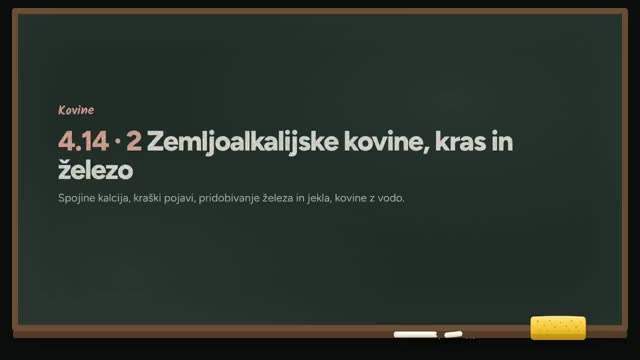 Kovine
4.14 · 2 Zemljoalkalijske kovine, kras in
železo
Spojine kalcija, kraški pojavi, pridobivanje železa in jekla, kovine z vodo.